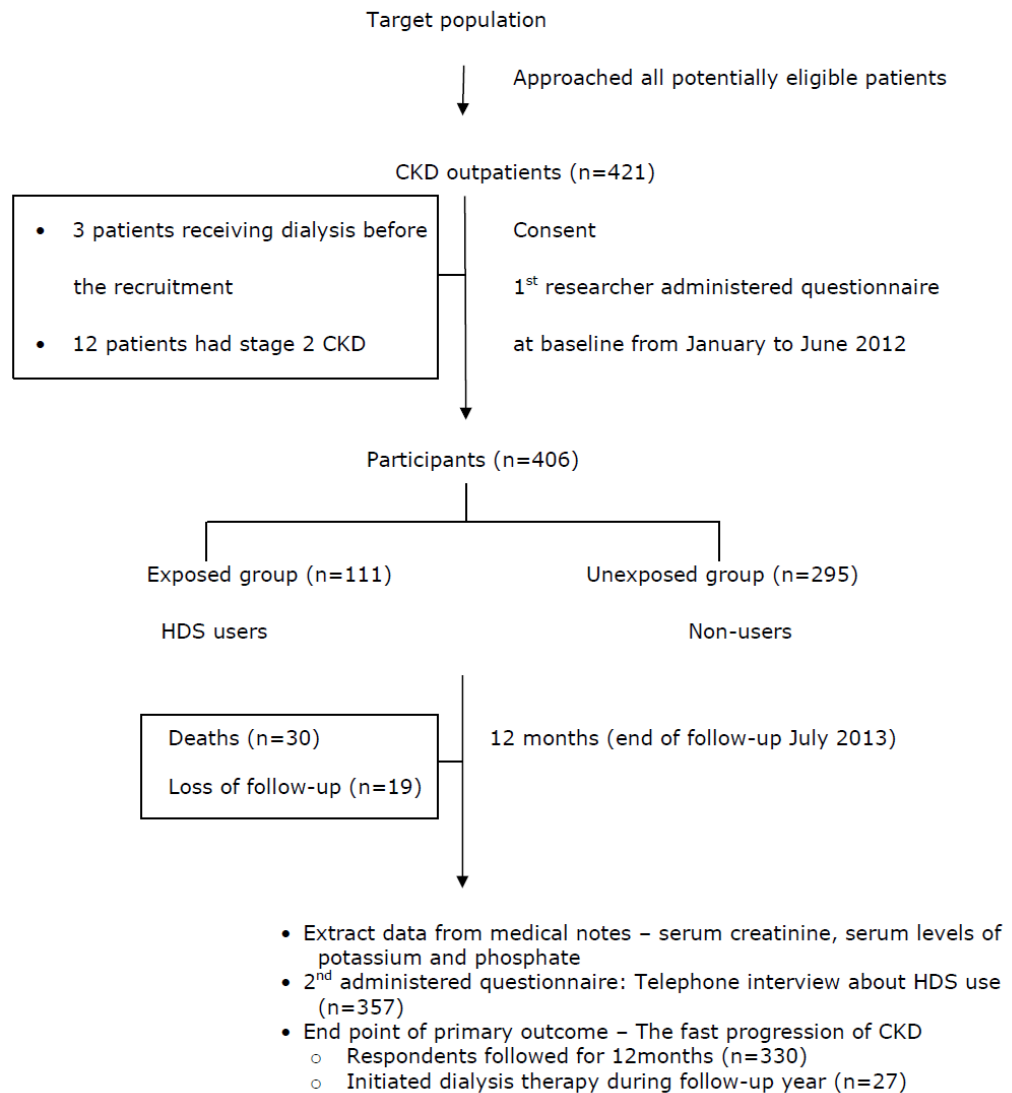 Target population
Approached all potentially eligible patients
CKD outpatients (n=421)
• 3 patients receiving dialysis before
the recruitment
• 12 patients had stage 2 CKD
Consent
1st researcher administered questionnaire
at baseline from January to June 2012
Participants (n=406)
Exposed group (n=111)
HDS users
Unexposed group (n=295)
Non-users
Deaths (n=30)
Loss of follow-up (n=19)
12 months (end of follow-up July 2013)
• Extract data from medical notes – serum creatinine, serum levels of
potassium and phosphate
• 2nd administered questionnaire: Telephone interview about HDS use
(n=357)
• End point of primary outcome – The fast progression of CKD
o Respondents followed for 12months (n=330)
o Initiated dialysis therapy during follow-up year (n=27)